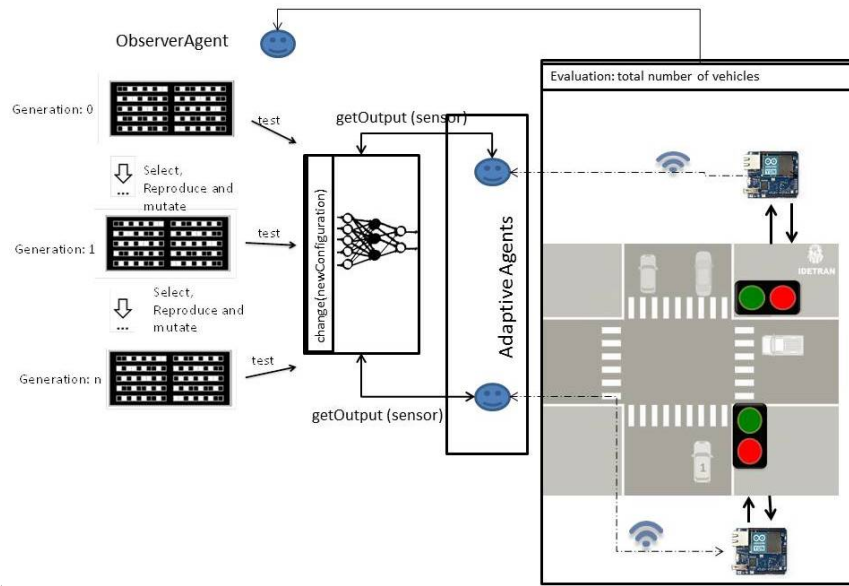 ObserverAgent
Evaluation: total number of vehicles
Generation: 0
test
getOutput (sensor)
Select,
Reproduce and
mutate
...
change(newConfiguration)
Adaptive Agents
IDETRAN
Generation: 1
test
Select,
Reproduce and
mutate
...
test
Generation: n
getOutput (sensor)
1